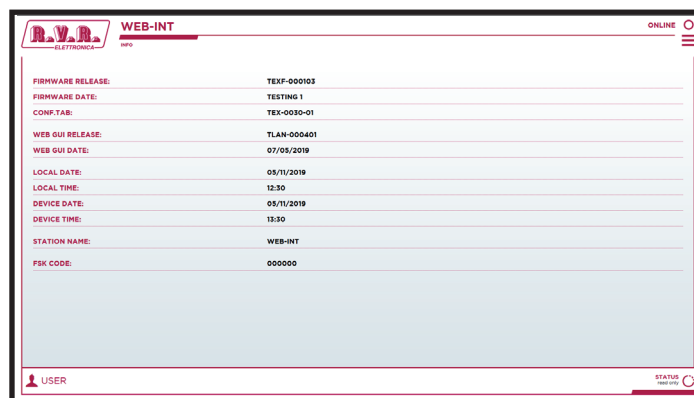 R.V.R.
ELETTRONICA
WEB-INT
INFO
ONLINE
FIRMWARE RELEASE: TEXF-000103
FIRMWARE DATE: TESTING 1
CONF.TAB: TEX-0030-01
WEB GUI RELEASE: TLAN-000401
WEB GUI DATE: 07/05/2019
LOCAL DATE: 05/11/2019
LOCAL TIME: 12:30
DEVICE DATE: 05/11/2019
DEVICE TIME: 13:30
STATION NAME: WEB-INT
FSK CODE: 000000
USER
STATUS
read only